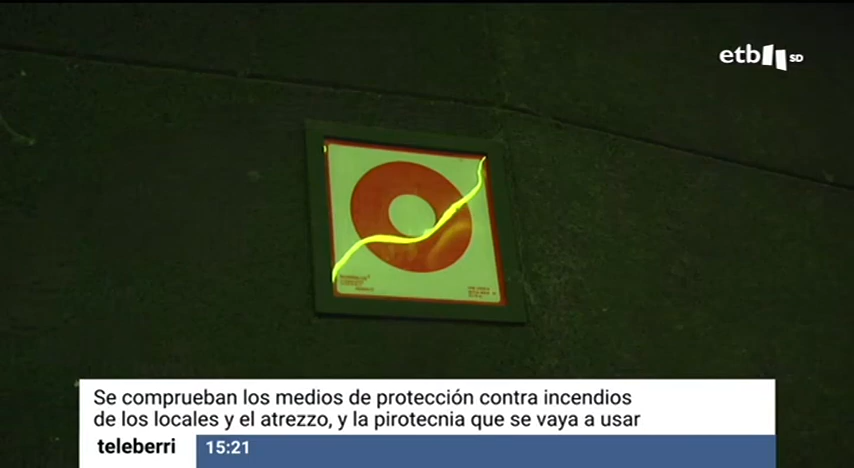 etb SD
Se comprueban los medios de protección contra incendios
de los locales y el atrezzo, y la pirotecnia que se vaya a usar
teleberri 15:21